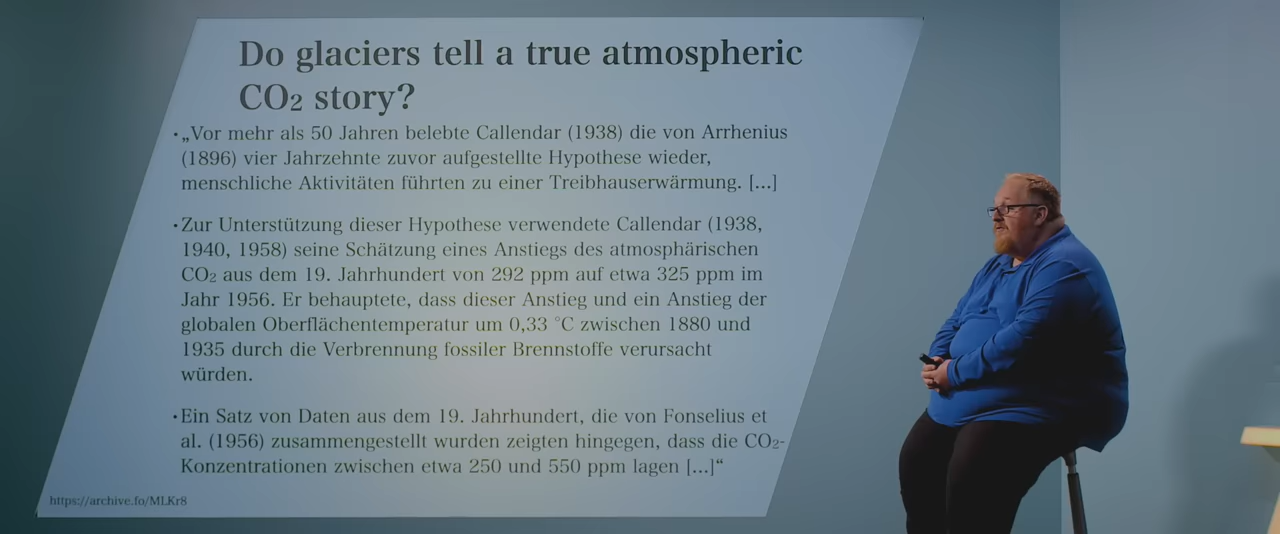 Do glaciers tell a true atmospheric
CO₂ story?
• „Vor mehr als 50 Jahren belebte Callendar (1938) die von Arrhenius
(1896) vier Jahrzehnte zuvor aufgestellte Hypothese wieder,
menschliche Aktivitäten führten zu einer Treibhauserwärmung. [...]
• Zur Unterstützung dieser Hypothese verwendete Callendar (1938,
1940, 1958) seine Schätzung eines Anstiegs des atmosphärischen
CO₂ aus dem 19. Jahrhundert von 292 ppm auf etwa 325 ppm im
Jahr 1956. Er behauptete, dass dieser Anstieg und ein Anstieg der
globalen Oberflächentemperatur um 0,33 °C zwischen 1880 und
1935 durch die Verbrennung fossiler Brennstoffe verursacht
würden.
• Ein Satz von Daten aus dem 19. Jahrhundert, die von Fonselius et
al. (1956) zusammengestellt wurden zeigten hingegen, dass die CO₂-
Konzentrationen zwischen etwa 250 und 550 ppm lagen [...]“
https://archive.fo/MLKr8